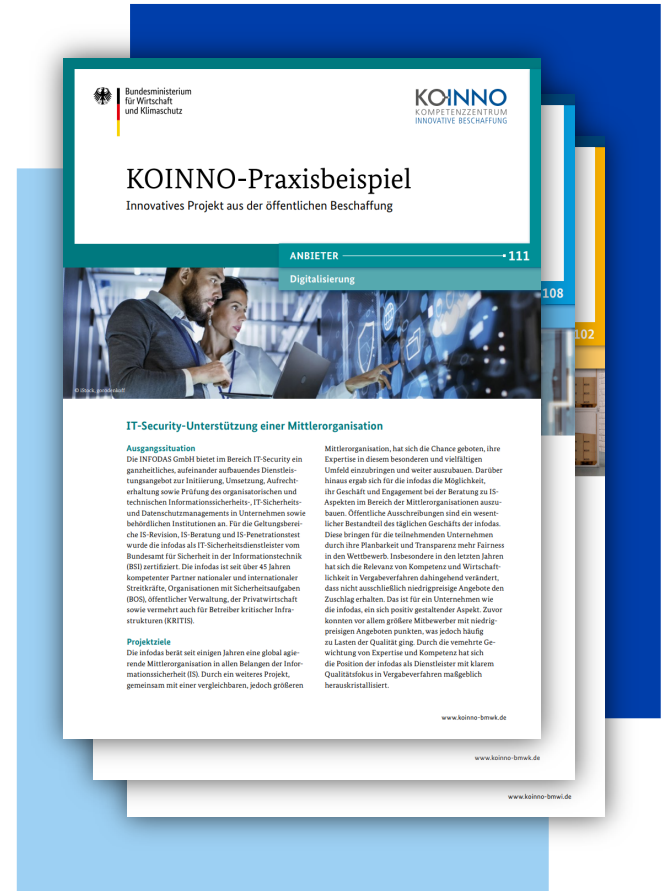 Bundesministerium
für Wirtschaft
und Klimaschutz
KOINNO
KOMPETENZZENTRUM
INNOVATIVE BESCHAFFUNG
KOINNO-Praxisbeispiel
Innovatives Projekt aus der öffentlichen Beschaffung
ANBIETER 111
Digitalisierung
108
102
© iStock, gorodenkoff
IT-Security-Unterstützung einer Mittlerorganisation
Ausgangssituation
Die INFODAS GmbH bietet im Bereich IT-Security ein
ganzheitliches, aufeinander aufbauendes Dienstleis-
tungsangebot zur Initiierung, Umsetzung, Aufrecht-
erhaltung sowie Prüfung des organisatorischen und
technischen Informationssicherheits-, IT-Sicherheits-
und Datenschutzmanagements in Unternehmen sowie
behördlichen Institutionen an. Für die Geltungsberei-
che IS-Revision, IS-Beratung und IS-Penetrationstest
wurde die infodas als IT-Sicherheitsdienstleister vom
Bundesamt für Sicherheit in der Informationstechnik
(BSI) zertifiziert. Die infodas ist seit über 45 Jahren
kompetenter Partner nationaler und internationaler
Streitkräfte, Organisationen mit Sicherheitsaufgaben
(BOS), öffentlicher Verwaltung, der Privatwirtschaft
sowie vermehrt auch für Betreiber kritischer Infra-
strukturen (KRITIS).
Projektziele
Die infodas berät seit einigen Jahren eine global agie-
rende Mittlerorganisation in allen Belangen der Infor-
mationssicherheit (IS). Durch ein weiteres Projekt,
gemeinsam mit einer vergleichbaren, jedoch größeren
Mittlerorganisation, hat sich die Chance geboten, ihre
Expertise in diesem besonderen und vielfältigen
Umfeld einzubringen und weiter auszubauen. Darüber
hinaus ergab sich für die infodas die Möglichkeit,
ihr Geschäft und Engagement bei der Beratung zu IS-
Aspekten im Bereich der Mittlerorganisationen auszu-
bauen. Öffentliche Ausschreibungen sind ein wesent-
licher Bestandteil des täglichen Geschäfts der infodas.
Diese bringen für die teilnehmenden Unternehmen
durch ihre Planbarkeit und Transparenz mehr Fairness
in den Wettbewerb. Insbesondere in den letzten Jahren
hat sich die Relevanz von Kompetenz und Wirtschaft-
lichkeit in Vergabeverfahren dahingehend verändert,
dass nicht ausschließlich niedrigpreisige Angebote den
Zuschlag erhalten. Das ist für ein Unternehmen wie
die infodas, ein sich positiv gestaltender Aspekt. Zuvor
konnten vor allem größere Mitbewerber mit niedrig-
preisigen Angeboten punkten, was jedoch häufig
zu Lasten der Qualität ging. Durch die vemehrte Ge-
wichtung von Expertise und Kompetenz hat sich
die Position der infodas als Dienstleister mit klarem
Qualitätsfokus in Vergabeverfahren maßgeblich
herauskristallisiert.
www.koinno-bmwk.de
www.koinno-bmwk.de
www.koinno-bmwi.de